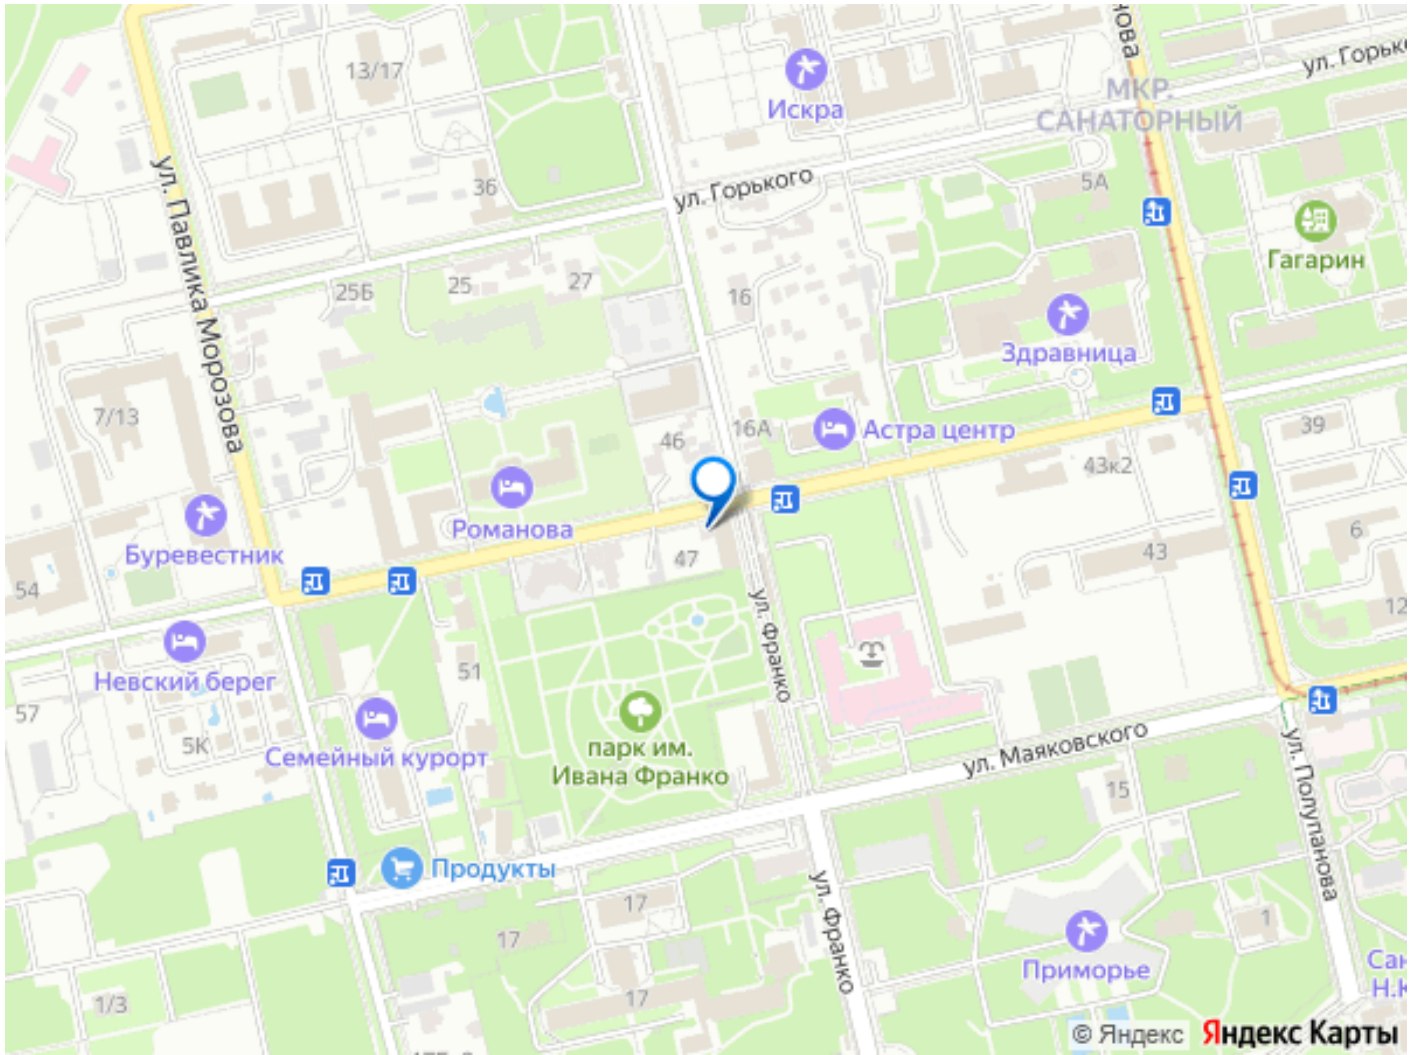 13/17
Искра
ул. Горько
МКР.
САНАТОРНЫЙ
нова
ул. Павлика Морозова
36
ул. Горького
5А
Гагарин
25Б
25
27
16
Здравница
7/13
46
16А
Астра центр
39
43к2
Романова
Буревестник
47
43
6
54
12
ул. Франко
Невский берег
51
57
5К
Семейный курорт
парк им.
Ивана Франко
ул. Маяковского
15
ул. Полупанова
Продукты
ул. Франко
17
1
17
Приморье
Сан
Н.К
1/3
17
© Яндекс
Яндекс Карты